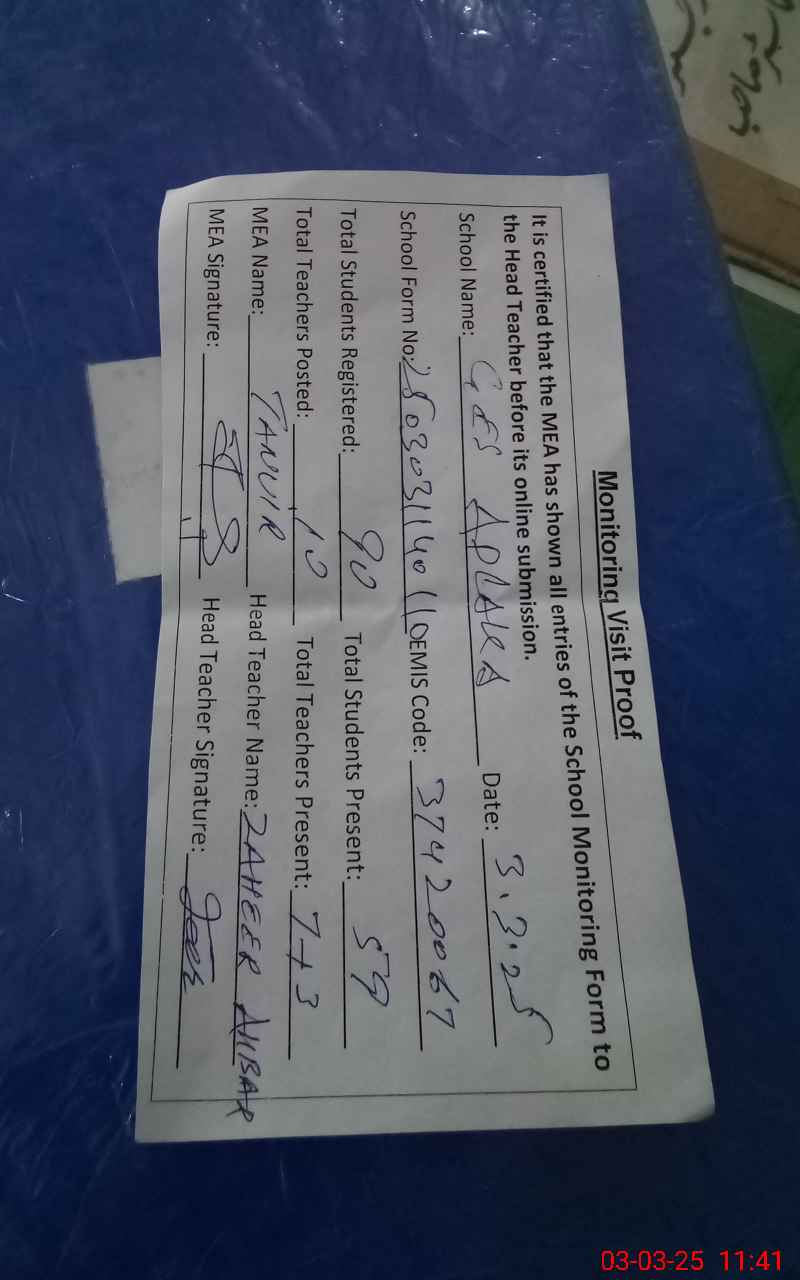 Monitoring Visit Proof
It is certified that the MEA has shown all entries of the School Monitoring Form to
the Head Teacher before its online submission.
School Name: GES Date: 3.3.25
School Form No: 28030311401 DEMIS Code: 37420067
Total Students Registered: 90 Total Students Present: 59
Total Teachers Posted: 10 Total Teachers Present: 7+3
MEA Name: TANVIR Head Teacher Name: ZAHEER AKBAR
MEA Signature: Head Teacher Signature:
03-03-25 11:41